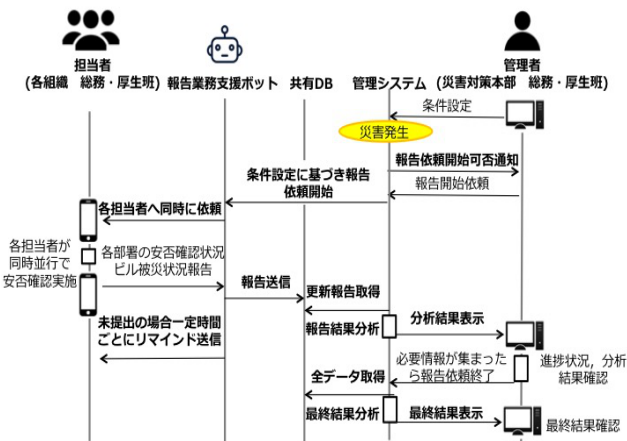 担当者
(各組織 総務・厚生班)
報告業務支援ボット
共有DB
管理システム
管理者
(災害対策本部 総務・厚生班)
条件設定
災害発生
報告依頼開始可否通知
条件設定に基づき報告
依頼開始
報告開始依頼
各担当者へ同時に依頼
各担当者が
同時並行で
安否確認実施
各部署の安否確認状況
ビル被災状況報告
報告送信
更新報告取得
報告結果分析
分析結果表示
未提出の場合一定時間
ごとにリマインド送信
必要情報が集まった
ら報告依頼終了
進捗状況，分析
結果確認
全データ取得
最終結果分析
最終結果表示
最終結果確認